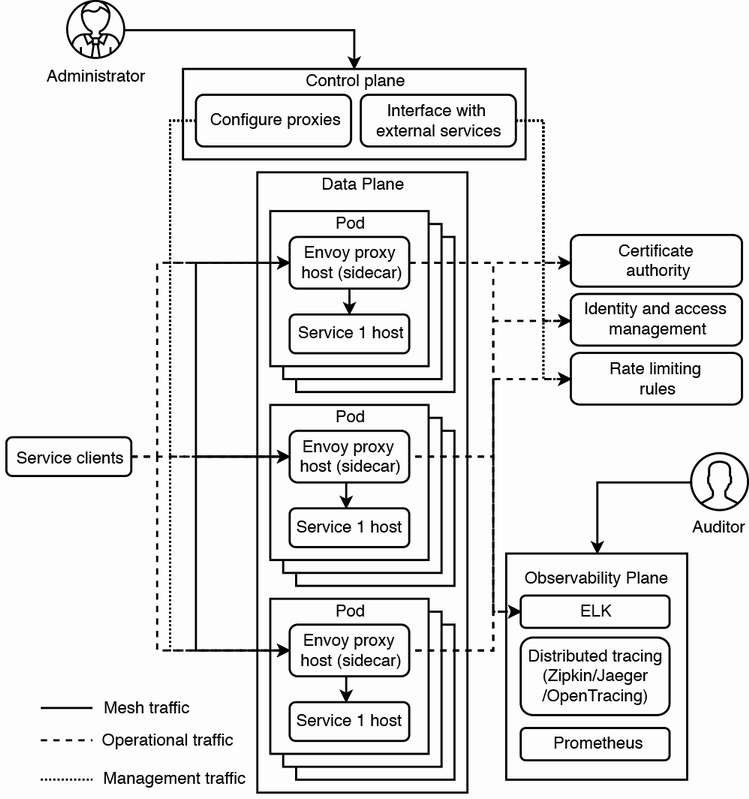 Administrator
Control plane
Configure proxies
Interface with
external services
Data Plane
Pod
Envoy proxy
host (sidecar)
Service 1 host
Certificate
authority
Identity and access
management
Rate limiting
rules
Pod
Envoy proxy
host (sidecar)
Service 1 host
Service clients
Auditor
Observability Plane
ELK
Distributed tracing
(Zipkin/Jaeger
/OpenTracing)
Prometheus
Pod
Envoy proxy
host (sidecar)
Service 1 host
Mesh traffic
Operational traffic
Management traffic